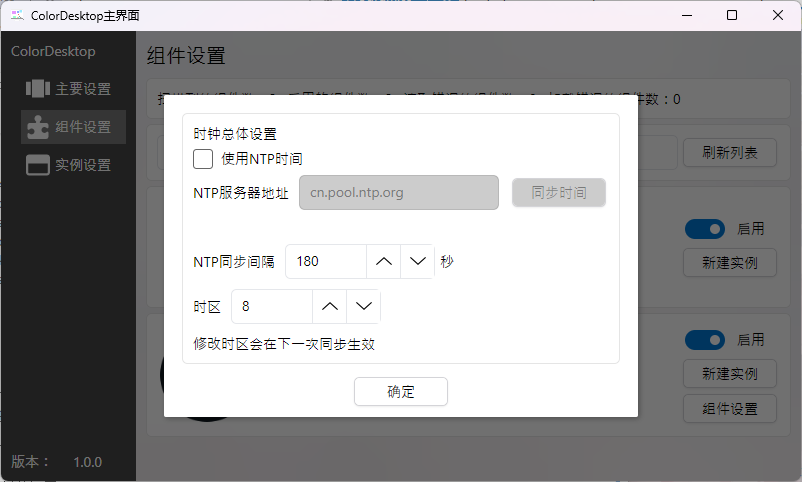 ColorDesktop主界面
ColorDesktop
主要设置
组件设置
实例设置
版本： 1.0.0
组件设置
：0
刷新列表
启用
新建实例
启用
新建实例
组件设置
时钟总体设置
使用NTP时间
NTP服务器地址 cn.pool.ntp.org 同步时间
NTP同步间隔 180 秒
时区 8
修改时区会在下一次同步生效
确定